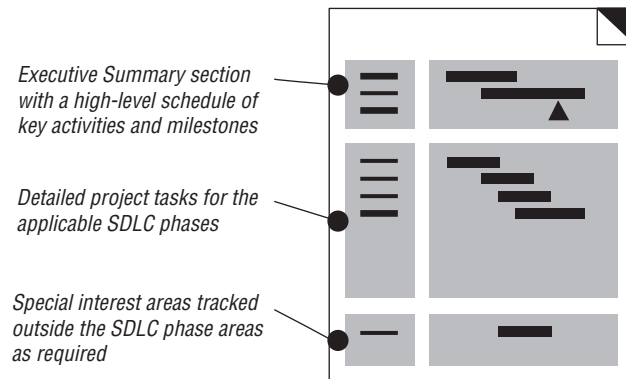 Executive Summary section
with a high-level schedule of
key activities and milestones
Detailed project tasks for the
applicable SDLC phases
Special interest areas tracked
outside the SDLC phase areas
as required